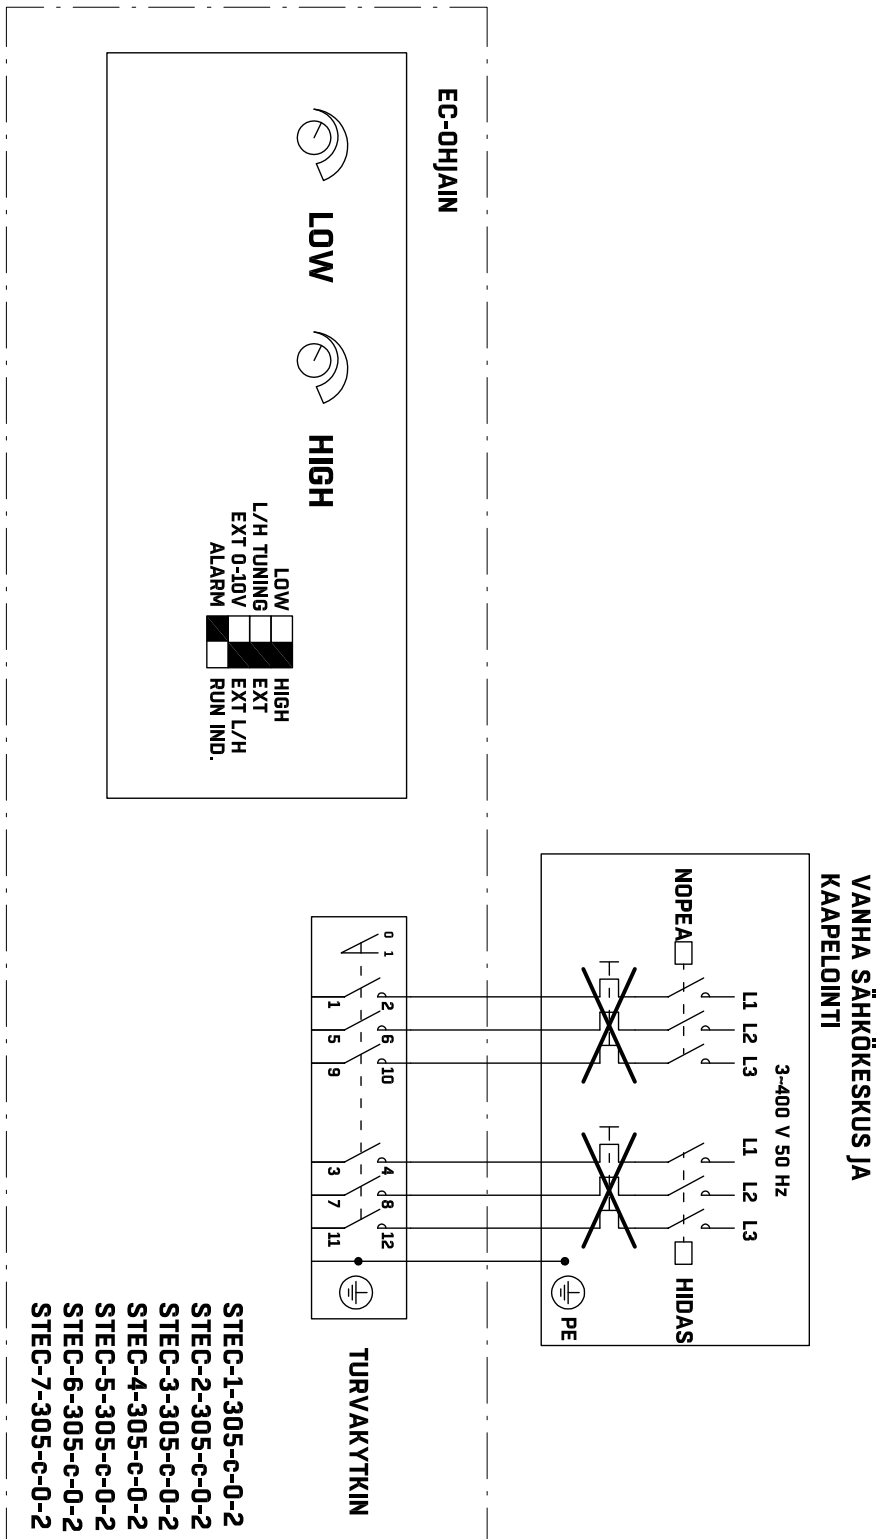 VANHA SÄHKÖKESKUS JA
KAAPELOINTI
3~400 V 50 Hz
L1 L2 L3 L1 L2 L3
NOPEA
HIDAS
PE
EC-OHJAIN
LOW
HIGH
LOW HIGH
L/H TUNING EXT
EXT 0-10V EXT L/H
ALARM RUN IND.
0
1
2 6 10 4 8 12
1 5 9 3 7 11
TURVAKYTKIN
STEC-1-305-c-0-2
STEC-2-305-c-0-2
STEC-3-305-c-0-2
STEC-4-305-c-0-2
STEC-5-305-c-0-2
STEC-6-305-c-0-2
STEC-7-305-c-0-2